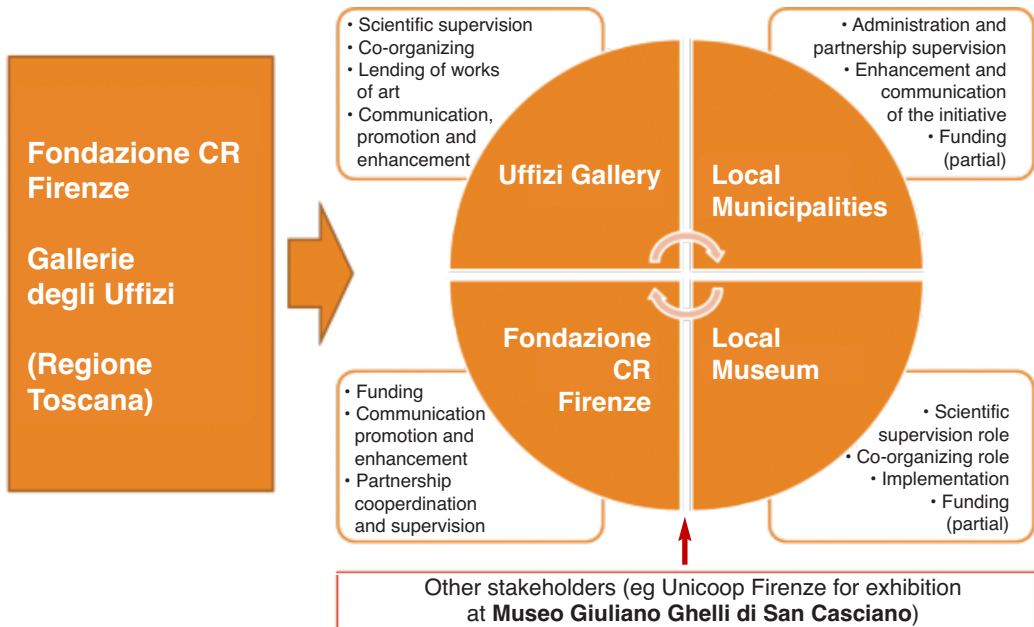 Fondazione CR
Firenze
Gallerie
degli Uffizi
(Regione
Toscana)
• Scientific supervision
• Co-organizing
• Lending of works
of art
• Communication,
promotion and
enhancement
• Administration and
partnership supervision
• Enhancement and
communication
of the initiative
• Funding
(partial)
Uffizi Gallery
Local
Municipalities
Fondazione
CR
Firenze
Local
Museum
• Funding
• Communication
promotion and
enhancement
• Partnership
cooperdination
and supervision
• Scientific
supervision role
• Co-organizing role
• Implementation
• Funding
(partial)
Other stakeholders (eg Unicoop Firenze for exhibition
at Museo Giuliano Ghelli di San Casciano)